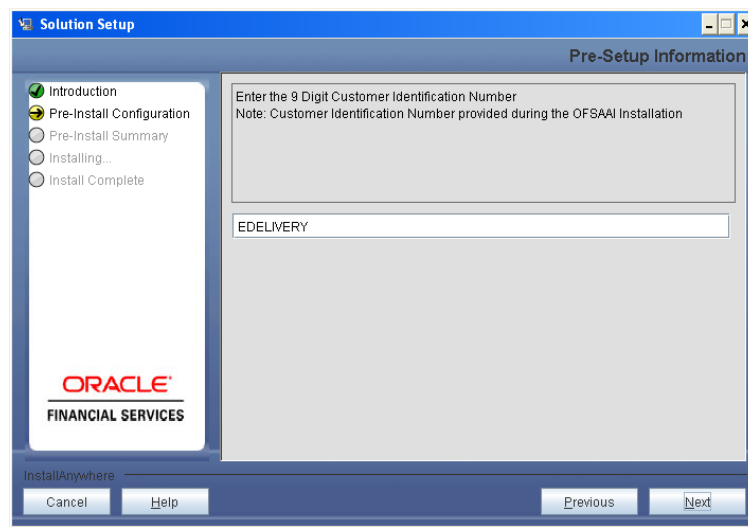 Solution Setup
Pre-Setup Information
Introduction
Pre-Install Configuration
Pre-Install Summary
Installing...
Install Complete
Enter the 9 Digit Customer Identification Number
Note: Customer Identification Number provided during the OFSAAI Installation
EDELIVERY
ORACLE
FINANCIAL SERVICES
InstallAnywhere
Cancel
Help
Previous
Next